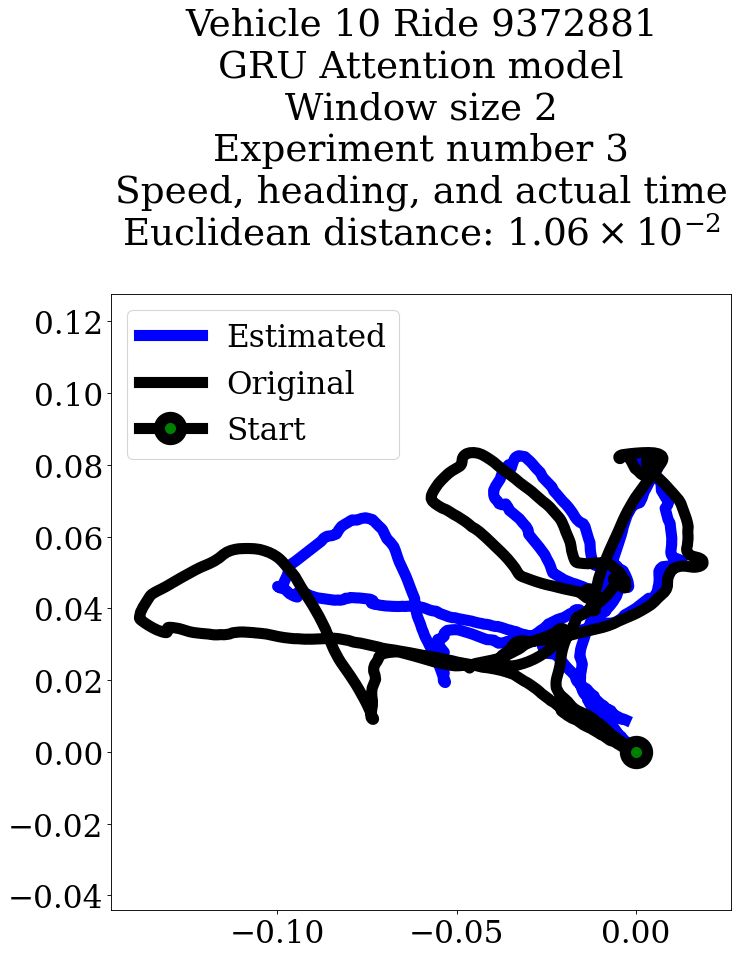 Vehicle 10 Ride 9372881
GRU Attention model
Window size 2
Experiment number 3
Speed, heading, and actual time
Euclidean distance: 1.06 × 10⁻²
Estimated
Original
Start
0.12
0.10
0.08
0.06
0.04
0.02
0.00
−0.02
−0.04
−0.10
−0.05
0.00